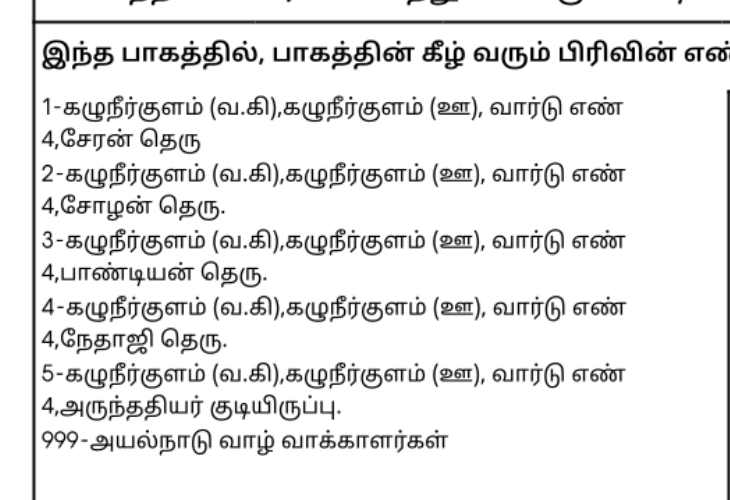 இந்த பாகத்தில், பாகத்தின் கீழ் வரும் பிரிவின்
1-கழுநீர்குளம் (வ.கி),கழுநீர்குளம் (ஊ), வார்டு எண்
4,சேரன் தெரு
2-கழுநீர்குளம் (வ.கி),கழுநீர்குளம் (ஊ), வார்டு எண்
4,சோழன் தெரு.
3-கழுநீர்குளம் (வ.கி),கழுநீர்குளம் (ஊ), வார்டு எண்
4,பாண்டியன் தெரு.
4-கழுநீர்குளம் (வ.கி),கழுநீர்குளம் (ஊ), வார்டு எண்
4,நேதாஜி தெரு.
5-கழுநீர்குளம் (வ.கி),கழுநீர்குளம் (ஊ), வார்டு எண்
4,அருந்ததியர் குடியிருப்பு.
999-அயல்நாடு வாழ் வாக்காளர்கள்